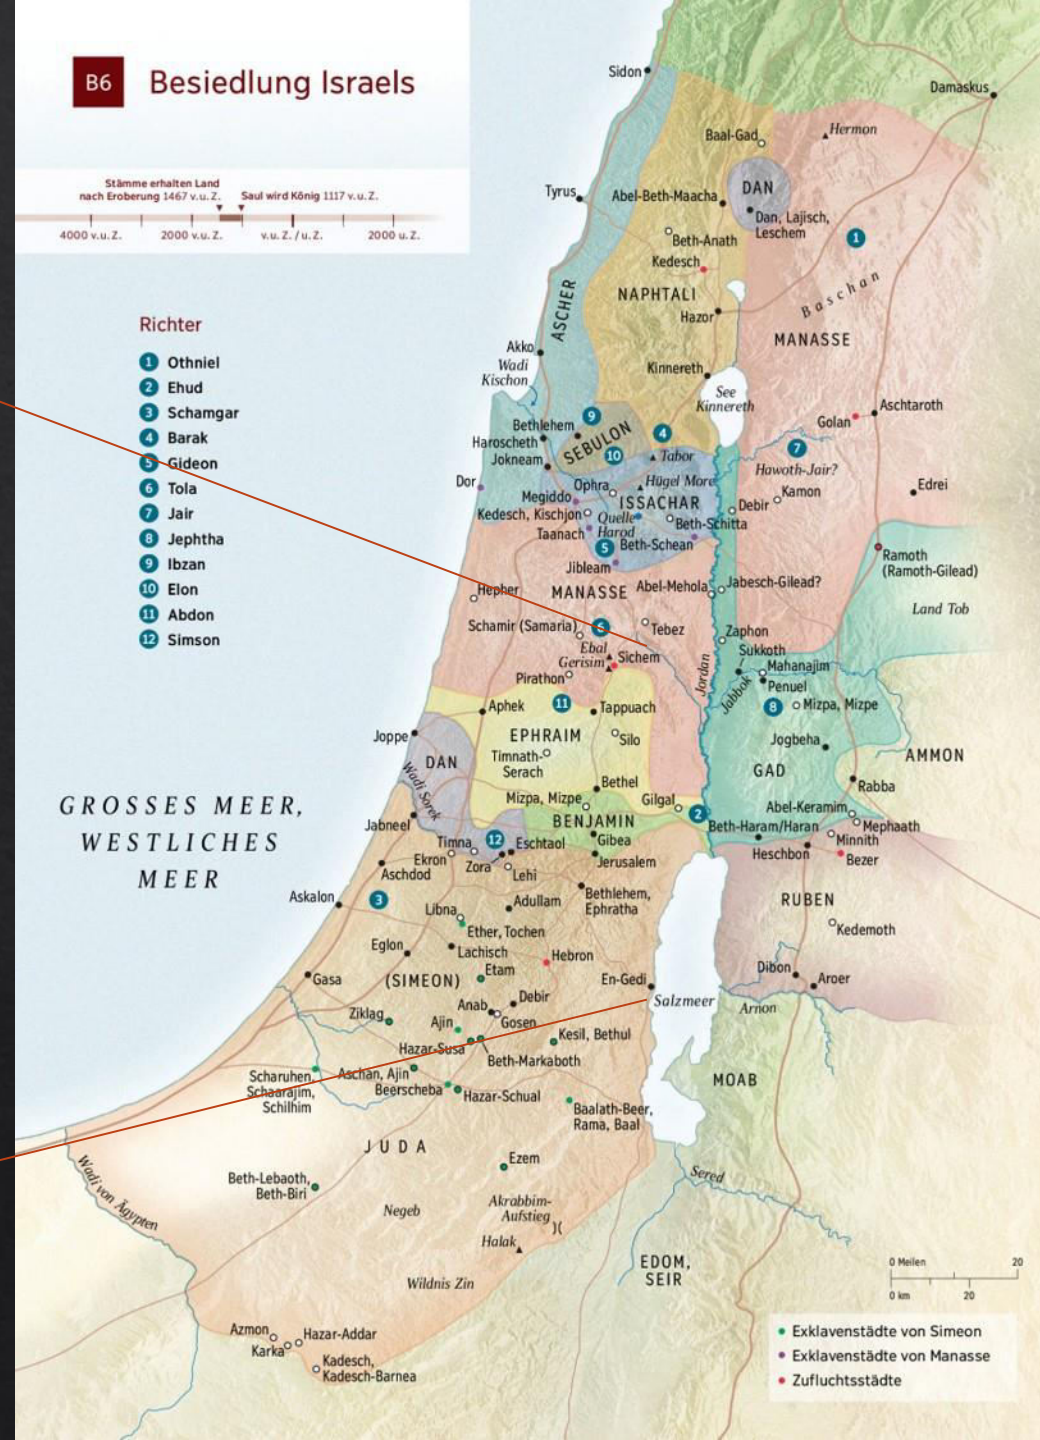 B6 Besiedlung Israels
Stämme erhalten Land
nach Eroberung 1467 v. u. Z.
Saul wird König 1117 v. u. Z.
4000 v. u. Z.
2000 v. u. Z.
v. u. Z. / u. Z.
2000 u. Z.
Richter
1 Othniel
2 Ehud
3 Schamgar
4 Barak
5 Gideon
6 Tola
7 Jair
8 Jephtha
9 Ibzan
10 Elon
11 Abdon
12 Simson
Sidon
Damaskus
Baal-Gad
Hermon
Tyrus
Abel-Beth-Maacha
DAN
Dan, Lajisch,
Leschem
Beth-Anath
1
Kedesch
NAPHTALI
Baschan
ASCHER
Hazor
MANASSE
Akko
Wadi
Kischon
Kinnereth
See
Kinnereth
Aschtaroth
Golan
9
Bethlehem
SEBULON
4
Haroscheth
10
Tabor
7
Jokneam
Hawoth-Jair?
Dor
Ophra
Hügel More
Kamon
Edrei
Megiddo
ISSACHAR
Debir
Kedesch, Kischjon
Quelle
Harod
Beth-Schitta
Taanach
5
Beth-Schean
Ramoth
(Ramoth-Gilead)
Jibleam
MANASSE
Abel-Mehola
Jabesch-Gilead?
Hepher
Land Tob
Schamir (Samaria)
6
Tebez
Zaphon
Ebal
Gerisim
Sichem
Sukkoth
Jordan
Mahanajim
Pirathon
Jabbok
Penuel
Aphek
11
Tappuach
8
Mizpa, Mizpe
Joppe
EPHRAIM
Silo
Jogbeha
DAN
Timnath-
Serach
AMMON
Wadi Sorek
Bethel
GAD
Rabba
GROSSES MEER,
WESTLICHES
MEER
Mizpa, Mizpe
Gilgal
2
Abel-Keramim
Jabneel
BENJAMIN
Beth-Haram/Haran
Mephaath
Timna
12
Eschtaol
Gibea
Minnith
Ekron
Zora
Jerusalem
Heschbon
Bezer
Aschdod
Lehi
Askalon
3
Bethlehem,
Ephratha
RUBEN
Libna
Adullam
Kedemoth
Ether, Tochen
Eglon
Lachisch
Hebron
Dibon
Gasa
(SIMEON)
Etam
En-Gedi
Aroer
Salzmeer
Arnon
Ziklag
Anab
Debir
Ajin
Gosen
Hazar-Susa
Kesil, Bethul
Beth-Markaboth
Scharuhen,
Schaarajim,
Schilhim
Aschan, Ajin
Beerscheba
Hazar-Schual
MOAB
Baalath-Beer,
Rama, Baal
JUDA
Wadi von Ägypten
Beth-Lebaoth,
Beth-Biri
Ezem
Sered
Negeb
Akrabbim-
Aufstieg
Halak
EDOM,
SEIR
Wildnis Zin
0 Meilen 20
0 km 20
Azmon
Hazar-Addar
Karka
Kadesch,
Kadesch-Barnea
Exklavenstädte von Simeon
Exklavenstädte von Manasse
Zufluchtsstädte